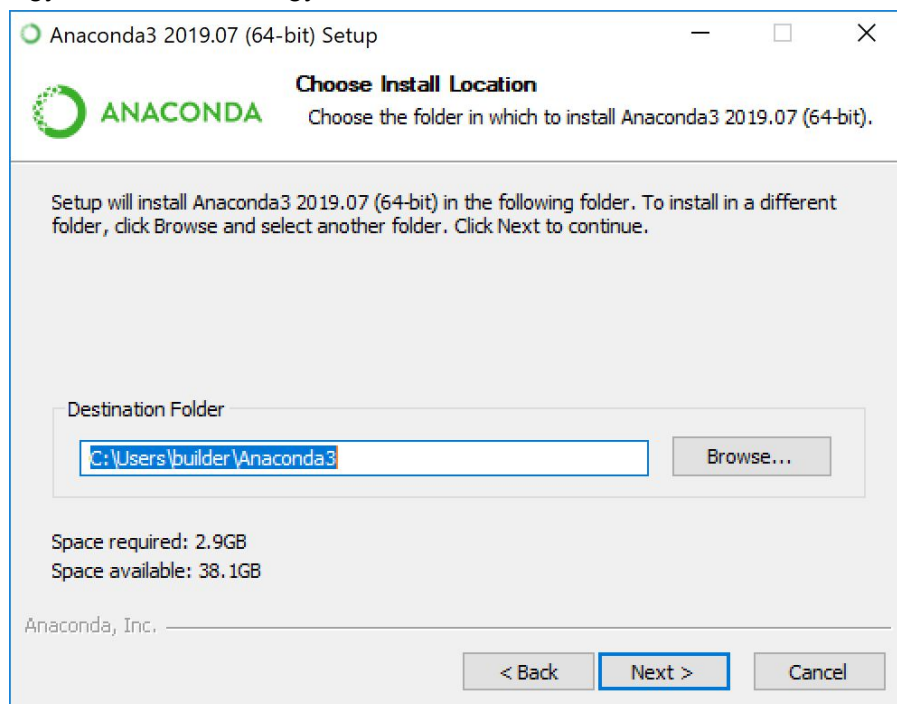 Anaconda3 2019.07 (64-bit) Setup
ANACONDA
Choose Install Location
Choose the folder in which to install Anaconda3 2019.07 (64-bit).
Setup will install Anaconda3 2019.07 (64-bit) in the following folder. To install in a different
folder, click Browse and select another folder. Click Next to continue.
Destination Folder
C:\Users\builder\Anaconda3
Browse...
Space required: 2.9GB
Space available: 38.1GB
Anaconda, Inc.
< Back
Next >
Cancel